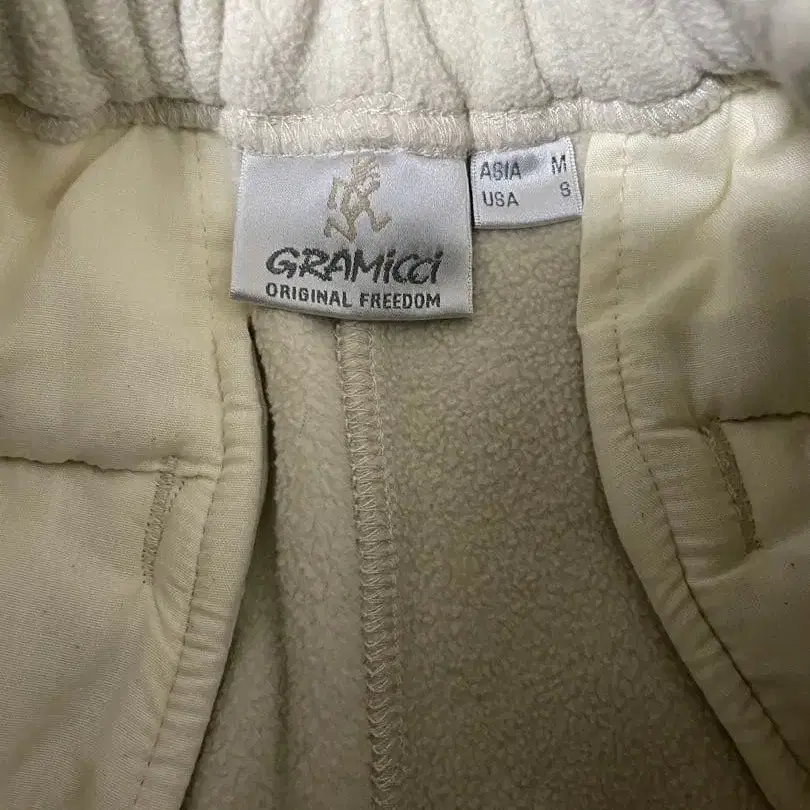 GRAMiCCi
ORIGINAL FREEDOM
ASIA M
USA S